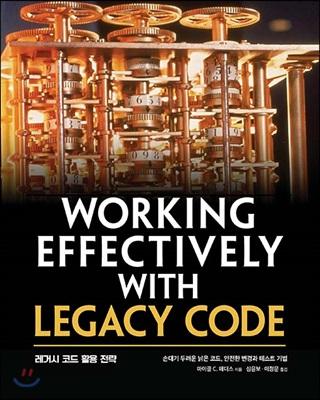 WORKING
EFFECTIVELY
WITH
LEGACY CODE
레거시 코드 활용 전략
손대기 두려운 낡은 코드, 안전한 변경과 테스트 기법
마이클 C. 페더스 지음 심윤보·이정문 옮김